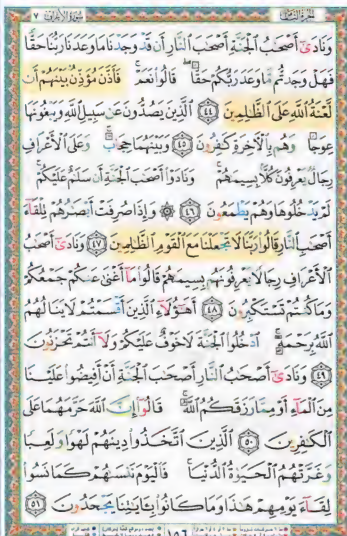 سُورَةُ الأَعْرَافِ ٧
وَنَادَىٰٓ أَصْحَٰبُ ٱلْجَنَّةِ أَصْحَٰبَ ٱلنَّارِ أَن قَدْ وَجَدْنَا مَا وَعَدَنَا رَبُّنَا حَقًّا
فَهَلْ وَجَدتُّم مَّا وَعَدَ رَبُّكُمْ حَقًّا ۖ قَالُوا۟ نَعَمْ ۚ فَأَذَّنَ مُؤَذِّنٌۢ بَيْنَهُمْ أَن
لَّعْنَةُ ٱللَّهِ عَلَى ٱلظَّٰلِمِينَ ٤٤ ٱلَّذِينَ يَصُدُّونَ عَن سَبِيلِ ٱللَّهِ وَيَبْغُونَهَا
عِوَجًا وَهُم بِٱلْءَاخِرَةِ كَٰفِرُونَ ٤٥ وَبَيْنَهُمَا حِجَابٌ ۚ وَعَلَى ٱلْأَعْرَافِ
رِجَالٌ يَعْرِفُونَ كُلًّۢا بِسِيمَىٰهُمْ ۚ وَنَادَوْا۟ أَصْحَٰبَ ٱلْجَنَّةِ أَن سَلَٰمٌ عَلَيْكُمْ ۚ
لَمْ يَدْخُلُوهَا وَهُمْ يَطْمَعُونَ ٤٦ ۞ وَإِذَا صُرِفَتْ أَبْصَٰرُهُمْ تِلْقَآءَ
أَصْحَٰبِ ٱلنَّارِ قَالُوا۟ رَبَّنَا لَا تَجْعَلْنَا مَعَ ٱلْقَوْمِ ٱلظَّٰلِمِينَ ٤٧ وَنَادَىٰٓ أَصْحَٰبُ
ٱلْأَعْرَافِ رِجَالًا يَعْرِفُونَهُم بِسِيمَىٰهُمْ قَالُوا۟ مَآ أَغْنَىٰ عَنكُمْ جَمْعُكُمْ
وَمَا كُنتُمْ تَسْتَكْبِرُونَ ٤٨ أَهَٰٓؤُلَآءِ ٱلَّذِينَ أَقْسَمْتُمْ لَا يَنَالُهُمُ
ٱللَّهُ بِرَحْمَةٍ ۚ ٱدْخُلُوا۟ ٱلْجَنَّةَ لَا خَوْفٌ عَلَيْكُمْ وَلَآ أَنتُمْ تَحْزَنُونَ
٤٩ وَنَادَىٰٓ أَصْحَٰبُ ٱلنَّارِ أَصْحَٰبَ ٱلْجَنَّةِ أَنْ أَفِيضُوا۟ عَلَيْنَا
مِنَ ٱلْمَآءِ أَوْ مِمَّا رَزَقَكُمُ ٱللَّهُ ۚ قَالُوٓا۟ إِنَّ ٱللَّهَ حَرَّمَهُمَا عَلَى
ٱلْكَٰفِرِينَ ٥٠ ٱلَّذِينَ ٱتَّخَذُوا۟ دِينَهُمْ لَهْوًا وَلَعِبًا
وَغَرَّتْهُمُ ٱلْحَيَوٰةُ ٱلدُّنْيَا ۚ فَٱلْيَوْمَ نَنسَىٰهُمْ كَمَا نَسُوا۟
لِقَآءَ يَوْمِهِمْ هَٰذَا وَمَا كَانُوا۟ بِـَٔايَٰتِنَا يَجْحَدُونَ ٥١
١٥٦